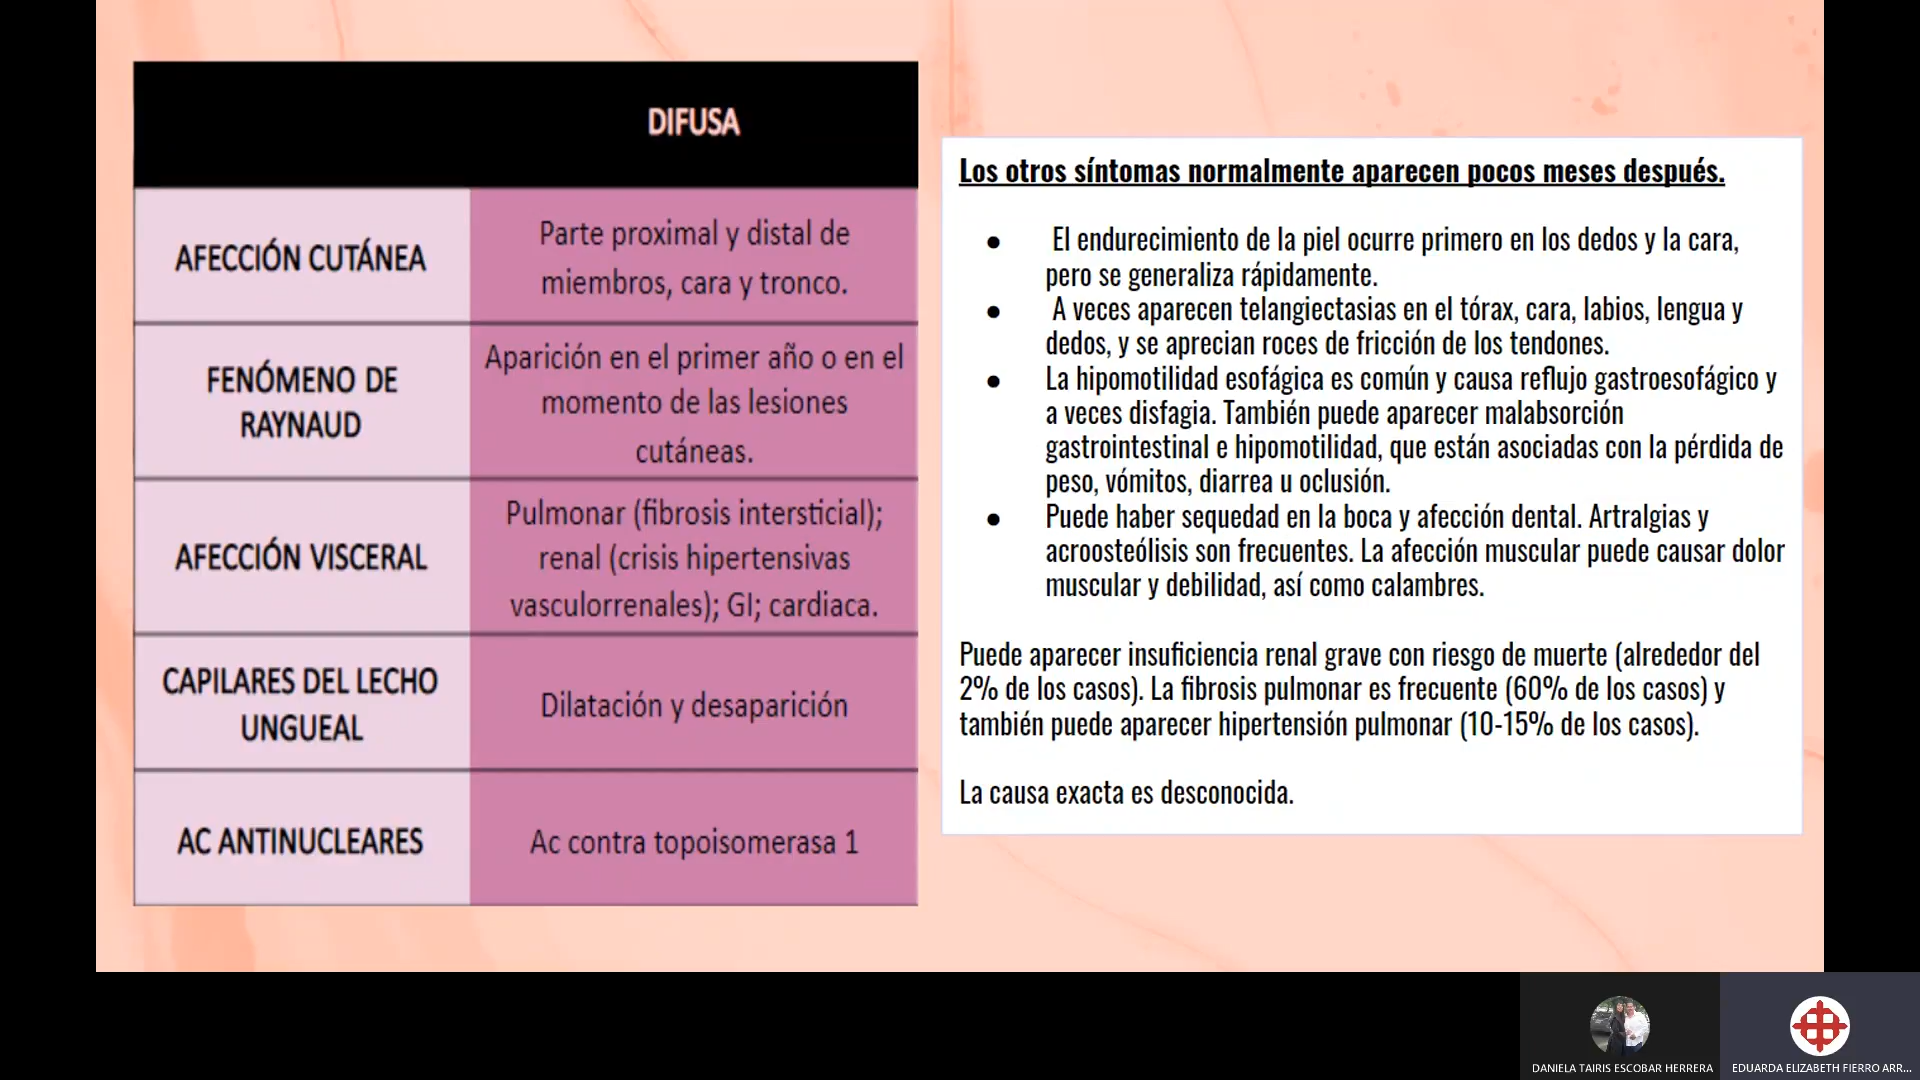 DIFUSA
AFECCIÓN CUTÁNEA
Parte proximal y distal de
miembros, cara y tronco.
FENÓMENO DE
RAYNAUD
Aparición en el primer año o en el
momento de las lesiones
cutáneas.
AFECCIÓN VISCERAL
Pulmonar (fibrosis intersticial);
renal (crisis hipertensivas
vasculorrenales); GI; cardiaca.
CAPILARES DEL LECHO
UNGUEAL
Dilatación y desaparición
AC ANTINUCLEARES
Ac contra topoisomerasa 1
Los otros síntomas normalmente aparecen pocos meses después.
● El endurecimiento de la piel ocurre primero en los dedos y la cara,
pero se generaliza rápidamente.
● A veces aparecen telangiectasias en el tórax, cara, labios, lengua y
dedos, y se aprecian roces de fricción de los tendones.
● La hipomotilidad esofágica es común y causa reflujo gastroesofágico y
a veces disfagia. También puede aparecer malabsorción
gastrointestinal e hipomotilidad, que están asociadas con la pérdida de
peso, vómitos, diarrea u oclusión.
● Puede haber sequedad en la boca y afección dental. Artralgias y
acroosteólisis son frecuentes. La afección muscular puede causar dolor
muscular y debilidad, así como calambres.
Puede aparecer insuficiencia renal grave con riesgo de muerte (alrededor del
2% de los casos). La fibrosis pulmonar es frecuente (60% de los casos) y
también puede aparecer hipertensión pulmonar (10-15% de los casos).
La causa exacta es desconocida.
DANIELA TAIRIS ESCOBAR HERRERA
EDUARDA ELIZABETH FIERRO ARR...